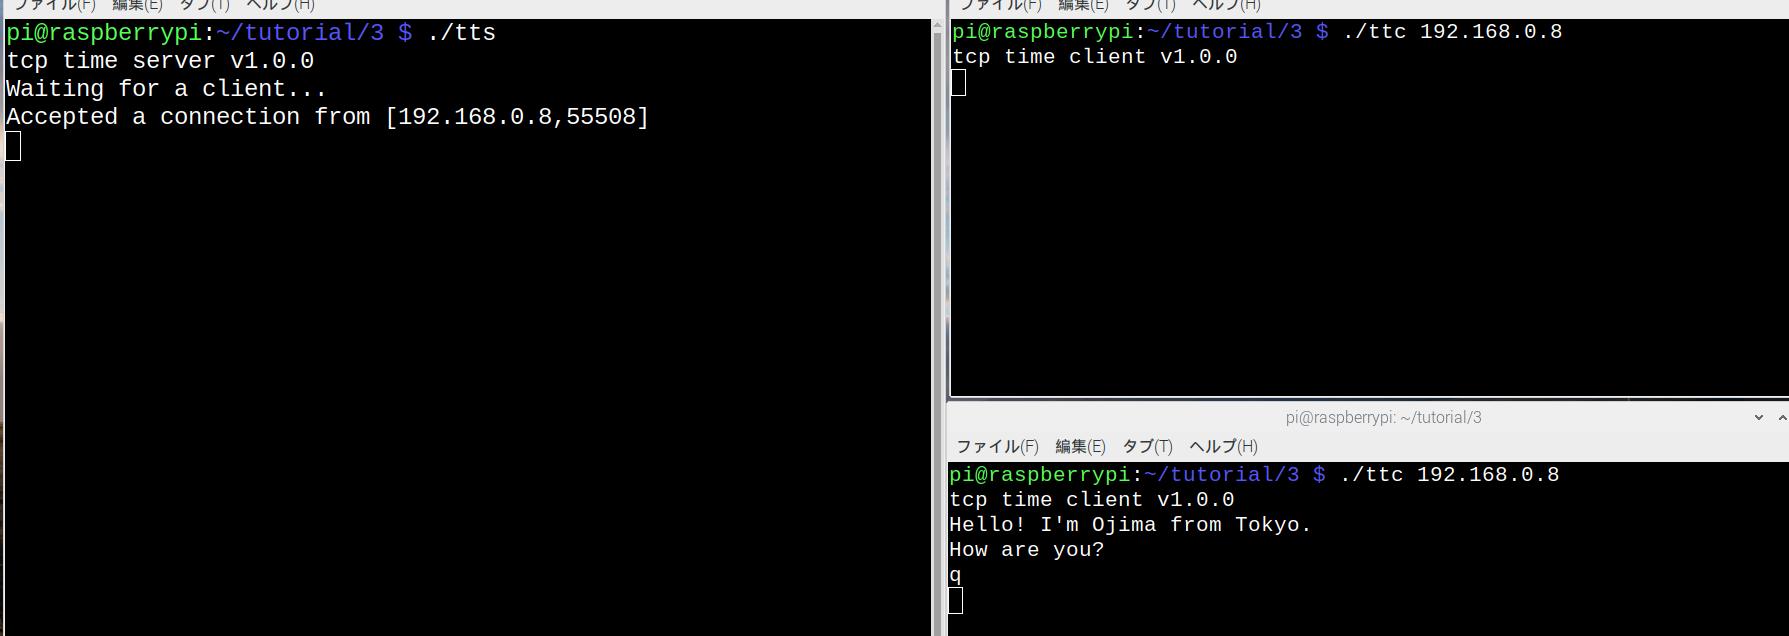 ファイル(F) 編集(E) タブ(T) ヘルプ(H)
pi@raspberrypi:~/tutorial/3 $ ./tts
tcp time server v1.0.0
Waiting for a client...
Accepted a connection from [192.168.0.8,55508]
ファイル(F) 編集(E) タブ(T) ヘルプ(H)
pi@raspberrypi:~/tutorial/3 $ ./ttc 192.168.0.8
tcp time client v1.0.0
pi@raspberrypi: ~/tutorial/3
ファイル(F) 編集(E) タブ(T) ヘルプ(H)
pi@raspberrypi:~/tutorial/3 $ ./ttc 192.168.0.8
tcp time client v1.0.0
Hello! I'm Ojima from Tokyo.
How are you?
q